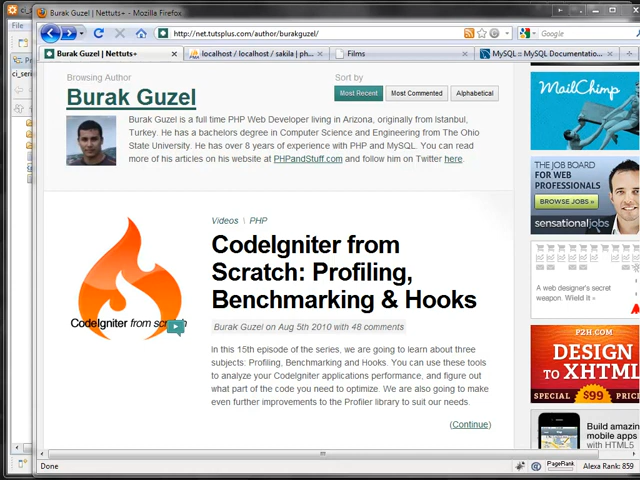 Burak Guzel | Nettuts+ - Mozilla Firefox
http://net.tutsplus.com/author/burakguzel/
Google
Burak Guzel | Nettuts+
localhost / localhost / sakila | ph...
Films
MySQL :: MySQL Documentatio...
Browsing Author
Burak Guzel
Sort by
Most Recent
Most Commented
Alphabetical
Burak Guzel is a full time PHP Web Developer living in Arizona, originally from Istanbul,
Turkey. He has a bachelors degree in Computer Science and Engineering from The Ohio
State University. He has over 8 years of experience with PHP and MySQL. You can read
more of his articles on his website at PHPandStuff.com and follow him on Twitter here.
Videos \ PHP
CodeIgniter from
Scratch: Profiling,
Benchmarking & Hooks
CodeIgniter from scratch
Burak Guzel on Aug 5th 2010 with 48 comments
In this 15th episode of the series, we are going to learn about three
subjects: Profiling, Benchmarking and Hooks. You can use these tools
to analyze your CodeIgniter applications performance, and figure out
what part of the code you need to optimize. We are also going to make
even further improvements to the Profiler library to suit our needs.
(Continue)
MailChimp
THE JOB BOARD
FOR WEB
PROFESSIONALS
BROWSE JOBS »
sensationaljobs
A web designer's secret
weapon. Wield It »
P2H.COM
DESIGN
TO XHTML
SPECIAL $99
Build amazin
mobile apps
with HTML5
Done
PageRank
Alexa Rank: 859
File